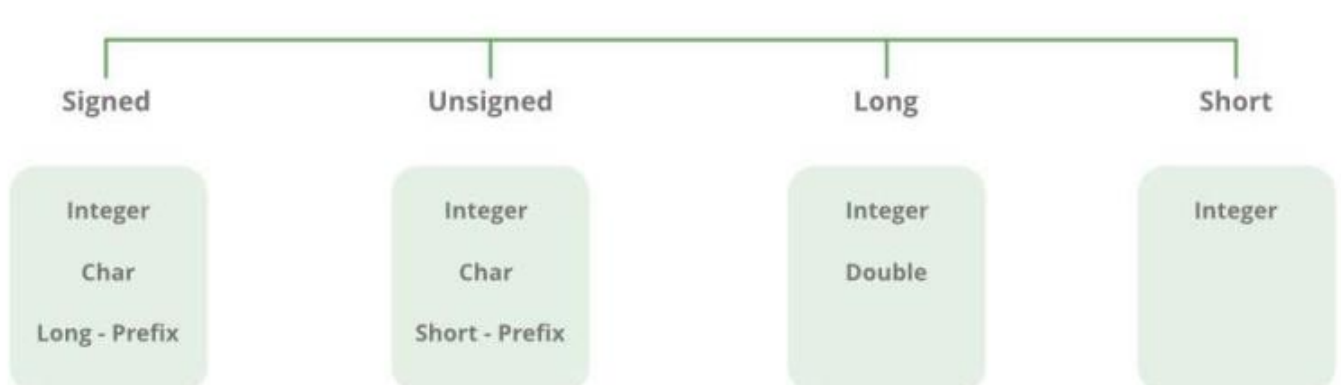 Signed
Unsigned
Long
Short
Integer
Char
Long - Prefix
Integer
Char
Short - Prefix
Integer
Double
Integer